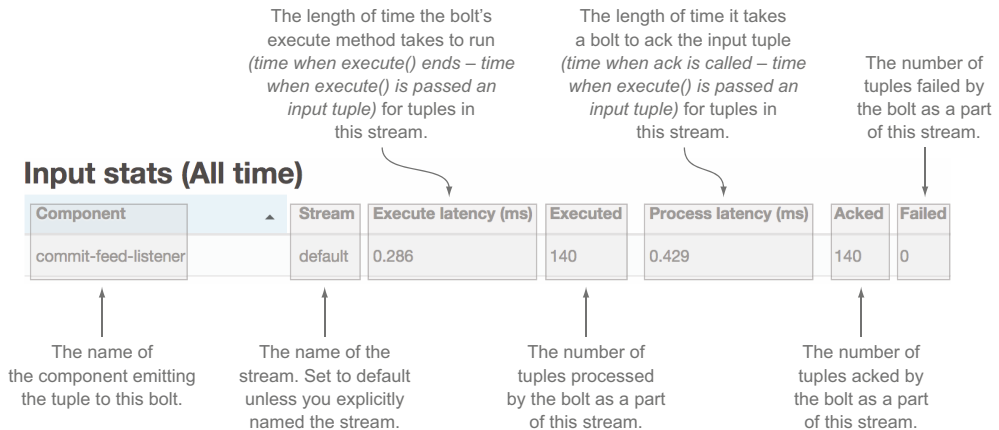 The length of time the bolt’s
execute method takes to run
(time when execute() ends – time
when execute() is passed an
input tuple) for tuples in
this stream.
The length of time it takes
a bolt to ack the input tuple
(time when ack is called – time
when execute() is passed an
input tuple) for tuples in
this stream.
The number of
tuples failed by
the bolt as a part
of this stream.
Input stats (All time)
Component Stream Execute latency (ms) Executed Process latency (ms) Acked Failed
commit-feed-listener default 0.286 140 0.429 140 0
The name of
the component emitting
the tuple to this bolt.
The name of the
stream. Set to default
unless you explicitly
named the stream.
The number of
tuples processed
by the bolt as a part
of this stream.
The number of
tuples acked by
the bolt as a part
of this stream.